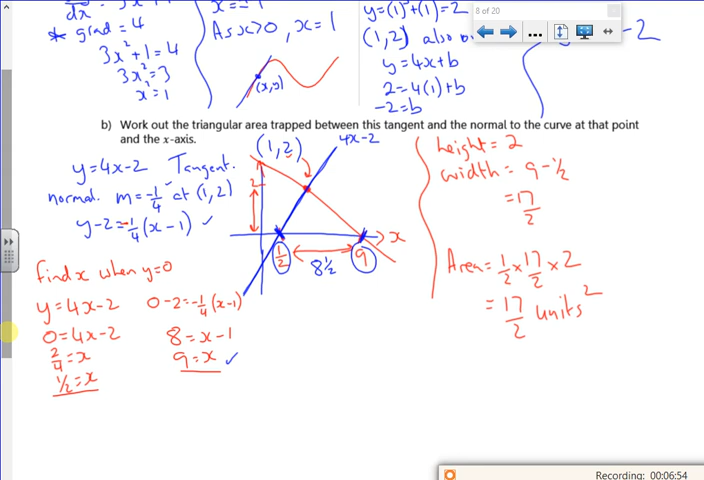 8 of 20
dx
* grad = 4
3x² + 1 = 4
3x² = 3
x² = 1
As x>0, x = 1
(x, y)
y = (1)³ + (1) = 2
(1, 2) also
y = 4x + b
2 = 4(1) + b
-2 = b
-2
b) Work out the triangular area trapped between this tangent and the normal to the curve at that point
and the x-axis.
y = 4x - 2 Tangent.
normal. m = -1/4 at (1, 2)
y - 2 = -1/4 (x - 1) ✓
find x when y=0
y = 4x - 2
0 = 4x - 2
2/4 = x
1/2 = x
0 - 2 = -1/4 (x - 1)
8 = x - 1
9 = x ✓
(1, 2)
4x - 2
2
x
1/2
8 1/2
9
height = 2
width = 9 - 1/2
= 17/2
Area = 1/2 × 17/2 × 2
= 17/2 units²
Recording: 00:06:54